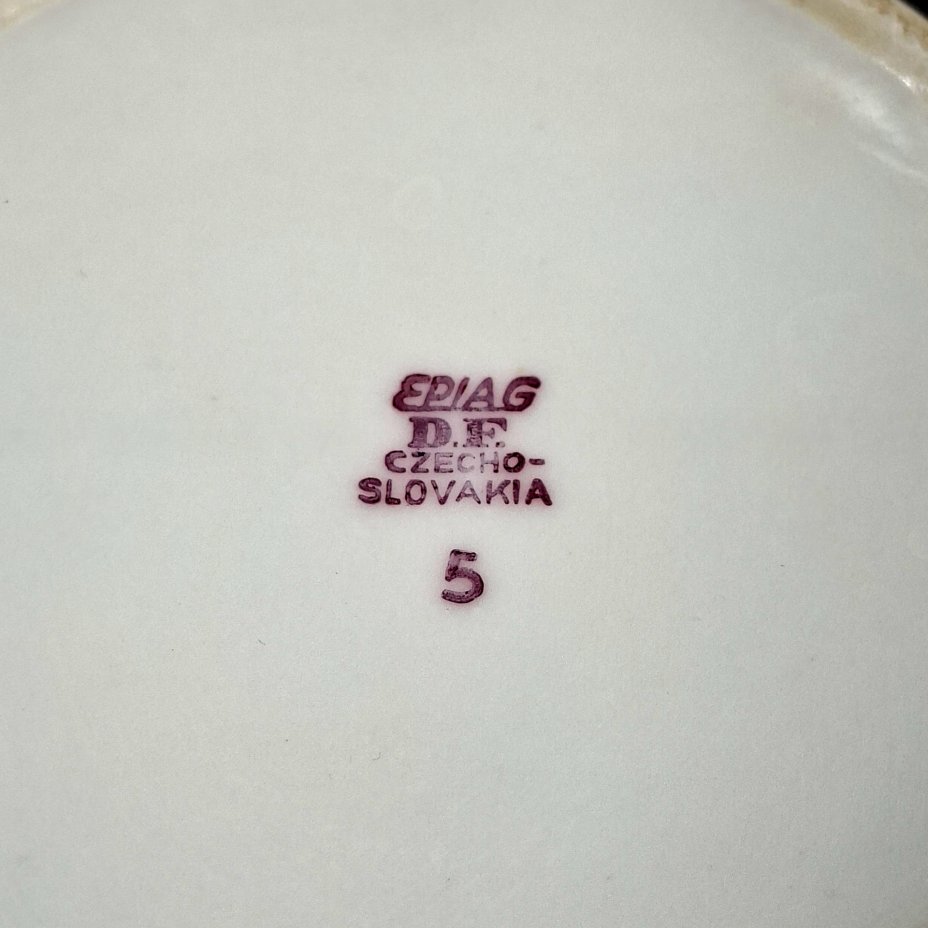 EPIAG
D.F.
CZECHO-
SLOVAKIA
5